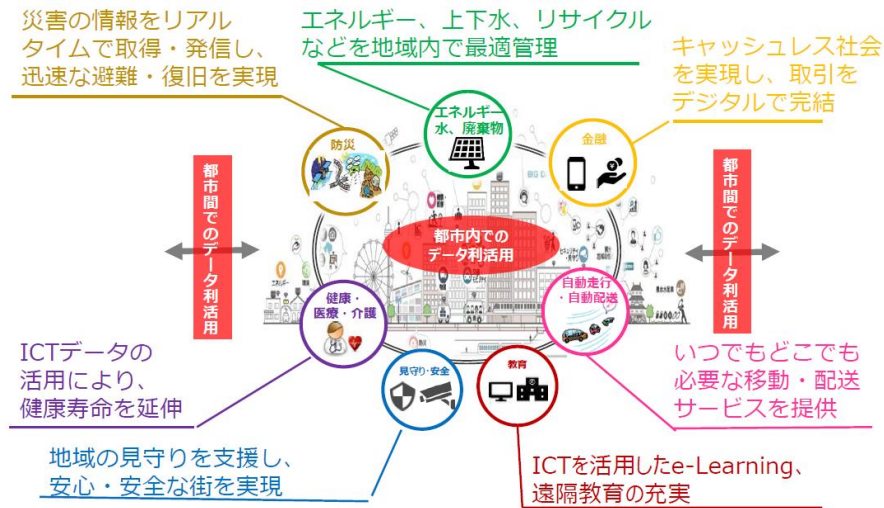 災害の情報をリアル
タイムで取得・発信し、
迅速な避難・復旧を実現
エネルギー、上下水、リサイクル
などを地域内で最適管理
キャッシュレス社会
を実現し、取引を
デジタルで完結
防災
エネルギー
水、廃棄物
金融
都市間でのデータ利活用
都市内での
データ利活用
都市間でのデータ利活用
健康・
医療・介護
自動走行
・自動配送
見守り・安全
教育
ICTデータの
活用により、
健康寿命を延伸
いつでもどこでも
必要な移動・配送
サービスを提供
地域の見守りを支援し、
安心・安全な街を実現
ICTを活用したe-Learning、
遠隔教育の充実